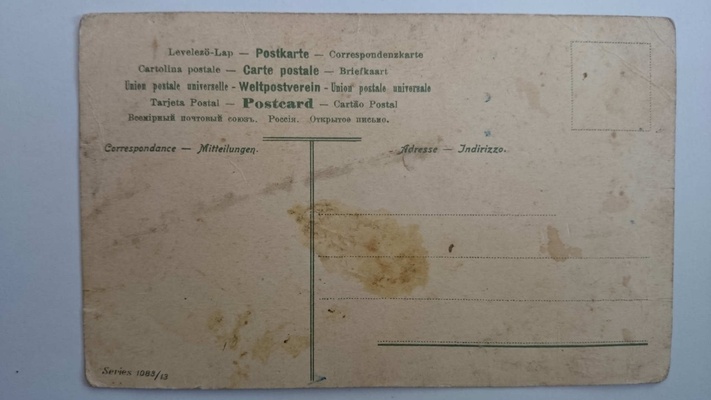 Levelező-Lap — Postkarte — Correspondenzkarte
Cartolina postale — Carte postale — Briefkaart
Union postale universelle - Weltpostverein - Union postale universale
Tarjeta Postal — Postcard — Cartão Postal
Всемірный почтовый союзъ. Россія. Открытое письмо.
Correspondance — Mitteilungen.
Adresse — Indirizzo.
Series 1083/13